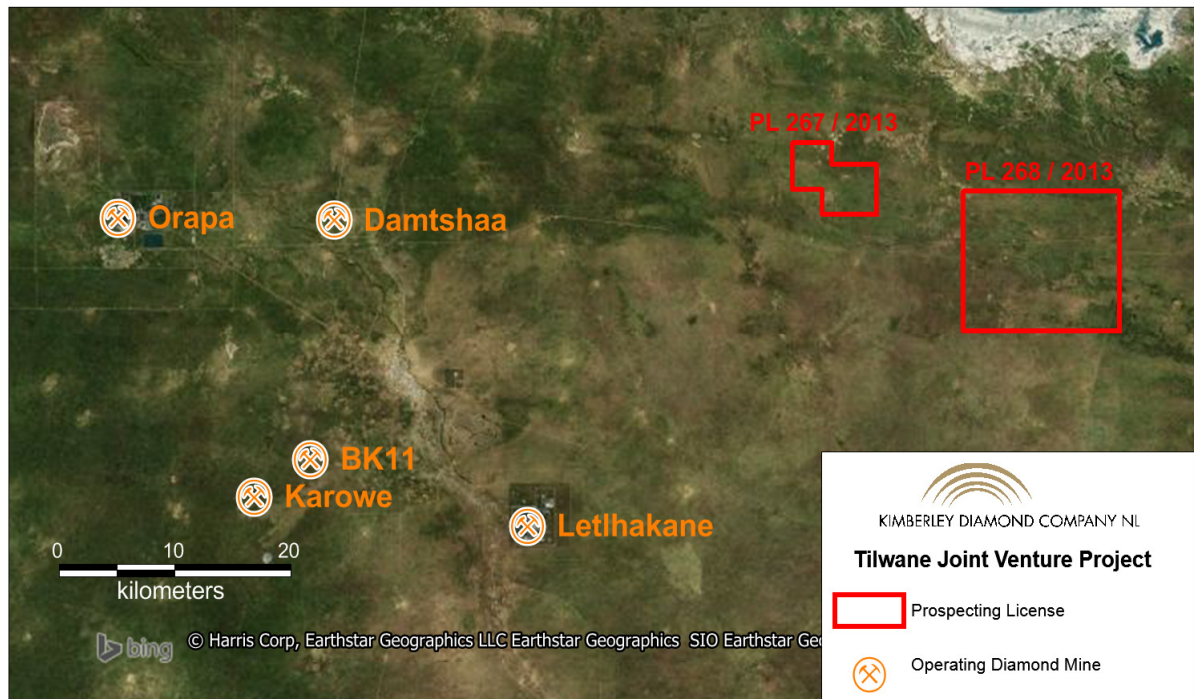 PL 267 / 2013
PL 268 / 2013
Orapa
Damtshaa
BK11
Karowe
Letlhakane
0 10 20
kilometers
bing
© Harris Corp, Earthstar Geographics LLC Earthstar Geographics SIO Earthstar Geo
KIMBERLEY DIAMOND COMPANY NL
Tilwane Joint Venture Project
Prospecting License
Operating Diamond Mine